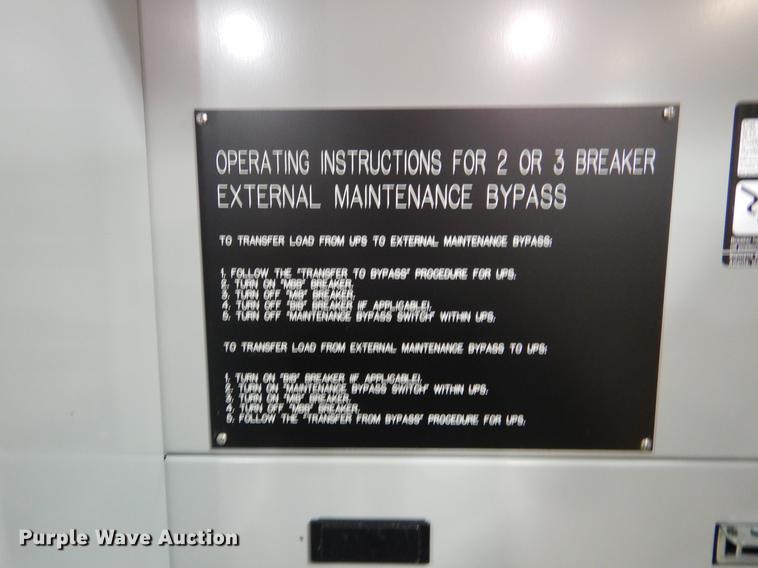 OPERATING INSTRUCTIONS FOR 2 OR 3 BREAKER
EXTERNAL MAINTENANCE BYPASS
TO TRANSFER LOAD FROM UPS TO EXTERNAL MAINTENANCE BYPASS:
1. FOLLOW THE "TRANSFER TO BYPASS" PROCEDURE FOR UPS.
2. TURN ON "MBB" BREAKER.
3. TURN OFF "MIB" BREAKER.
4. TURN OFF "BIB" BREAKER (IF APPLICABLE).
5. TURN OFF "MAINTENANCE BYPASS SWITCH" WITHIN UPS.
TO TRANSFER LOAD FROM EXTERNAL MAINTENANCE BYPASS TO UPS:
1. TURN ON "BIB" BREAKER (IF APPLICABLE).
2. TURN ON "MAINTENANCE BYPASS SWITCH" WITHIN UPS.
3. TURN ON "MIB" BREAKER.
4. TURN OFF "MBB" BREAKER.
5. FOLLOW THE "TRANSFER FROM BYPASS" PROCEDURE FOR UPS.
Purple Wave Auction